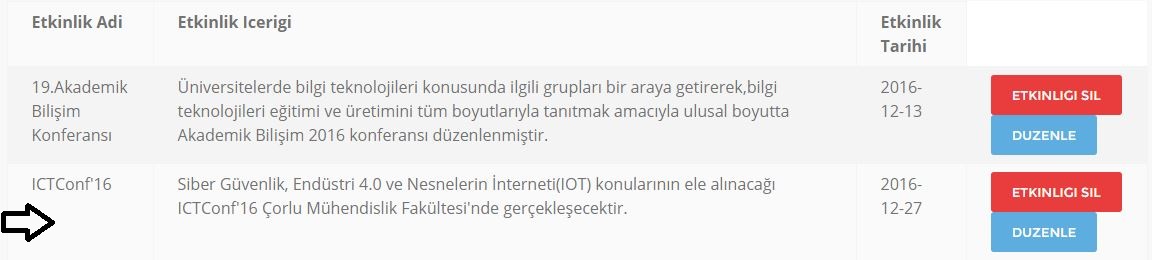 Etkinlik Adi
Etkinlik Icerigi
Etkinlik
Tarihi
19.Akademik
Bilişim
Konferansı
Üniversitelerde bilgi teknolojileri konusunda ilgili grupları bir araya getirerek,bilgi
teknolojileri eğitimi ve üretimini tüm boyutlarıyla tanıtmak amacıyla ulusal boyutta
Akademik Bilişim 2016 konferansı düzenlenmiştir.
2016-
12-13
ETKINLIGI SIL
DUZENLE
ICTConf'16
Siber Güvenlik, Endüstri 4.0 ve Nesnelerin İnterneti(IOT) konularının ele alınacağı
ICTConf'16 Çorlu Mühendislik Fakültesi'nde gerçekleşecektir.
2016-
12-27
ETKINLIGI SIL
DUZENLE